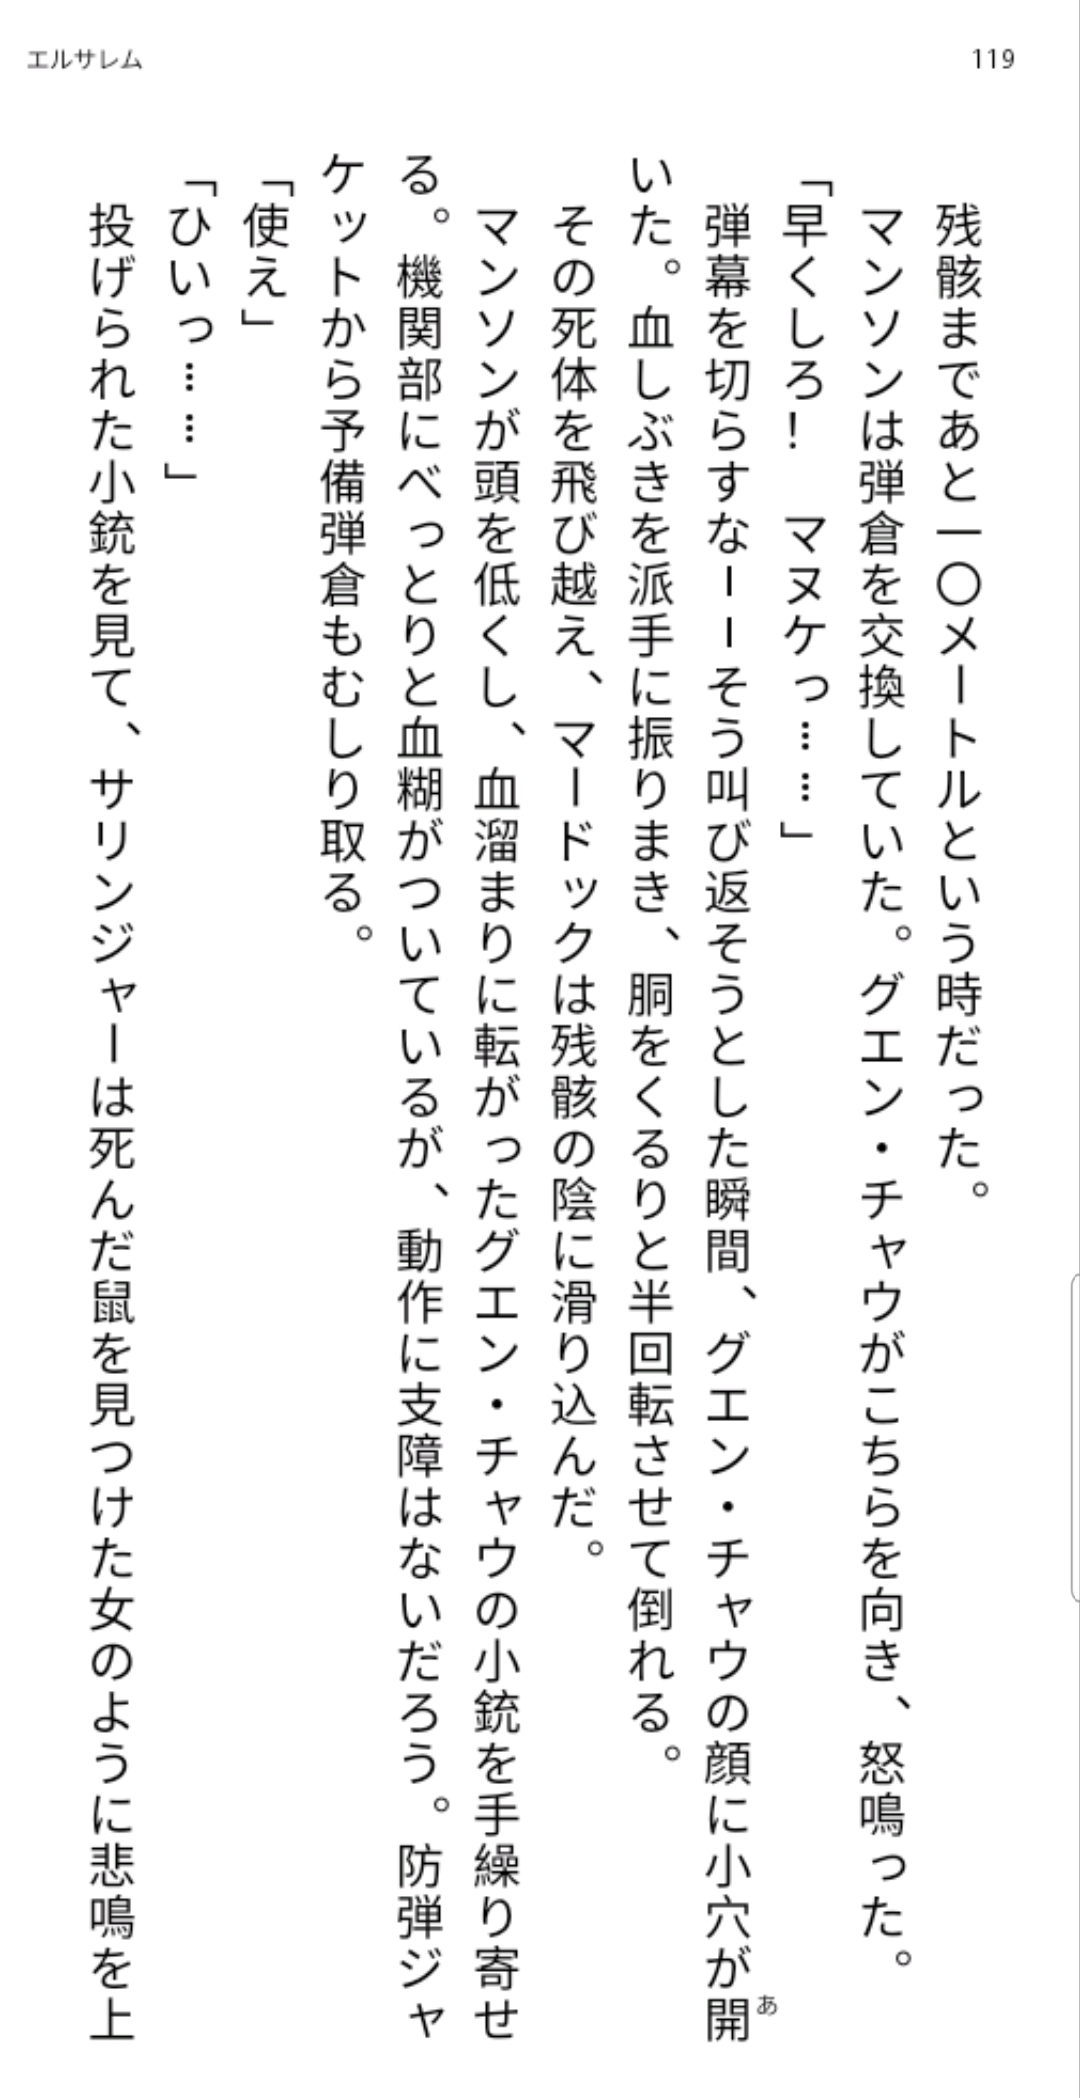 エルサレム
119
　残骸まであと一〇メートルという時だった。
　マンソンは弾倉を交換していた。グエン・チャウがこちらを向き、怒鳴った。
「早くしろ！　マヌケっ……」
　弾幕を切らすなーーそう叫び返そうとした瞬間、グエン・チャウの顔に小穴が開あ
いた。血しぶきを派手に振りまき、胴をくるりと半回転させて倒れる。
　その死体を飛び越え、マードックは残骸の陰に滑り込んだ。
　マンソンが頭を低くし、血溜まりに転がったグエン・チャウの小銃を手繰り寄せ
る。機関部にべっとりと血糊がついているが、動作に支障はないだろう。防弾ジャ
ケットから予備弾倉もむしり取る。
「使え」
「ひいっ……」
　投げられた小銃を見て、サリンジャーは死んだ鼠を見つけた女のように悲鳴を上